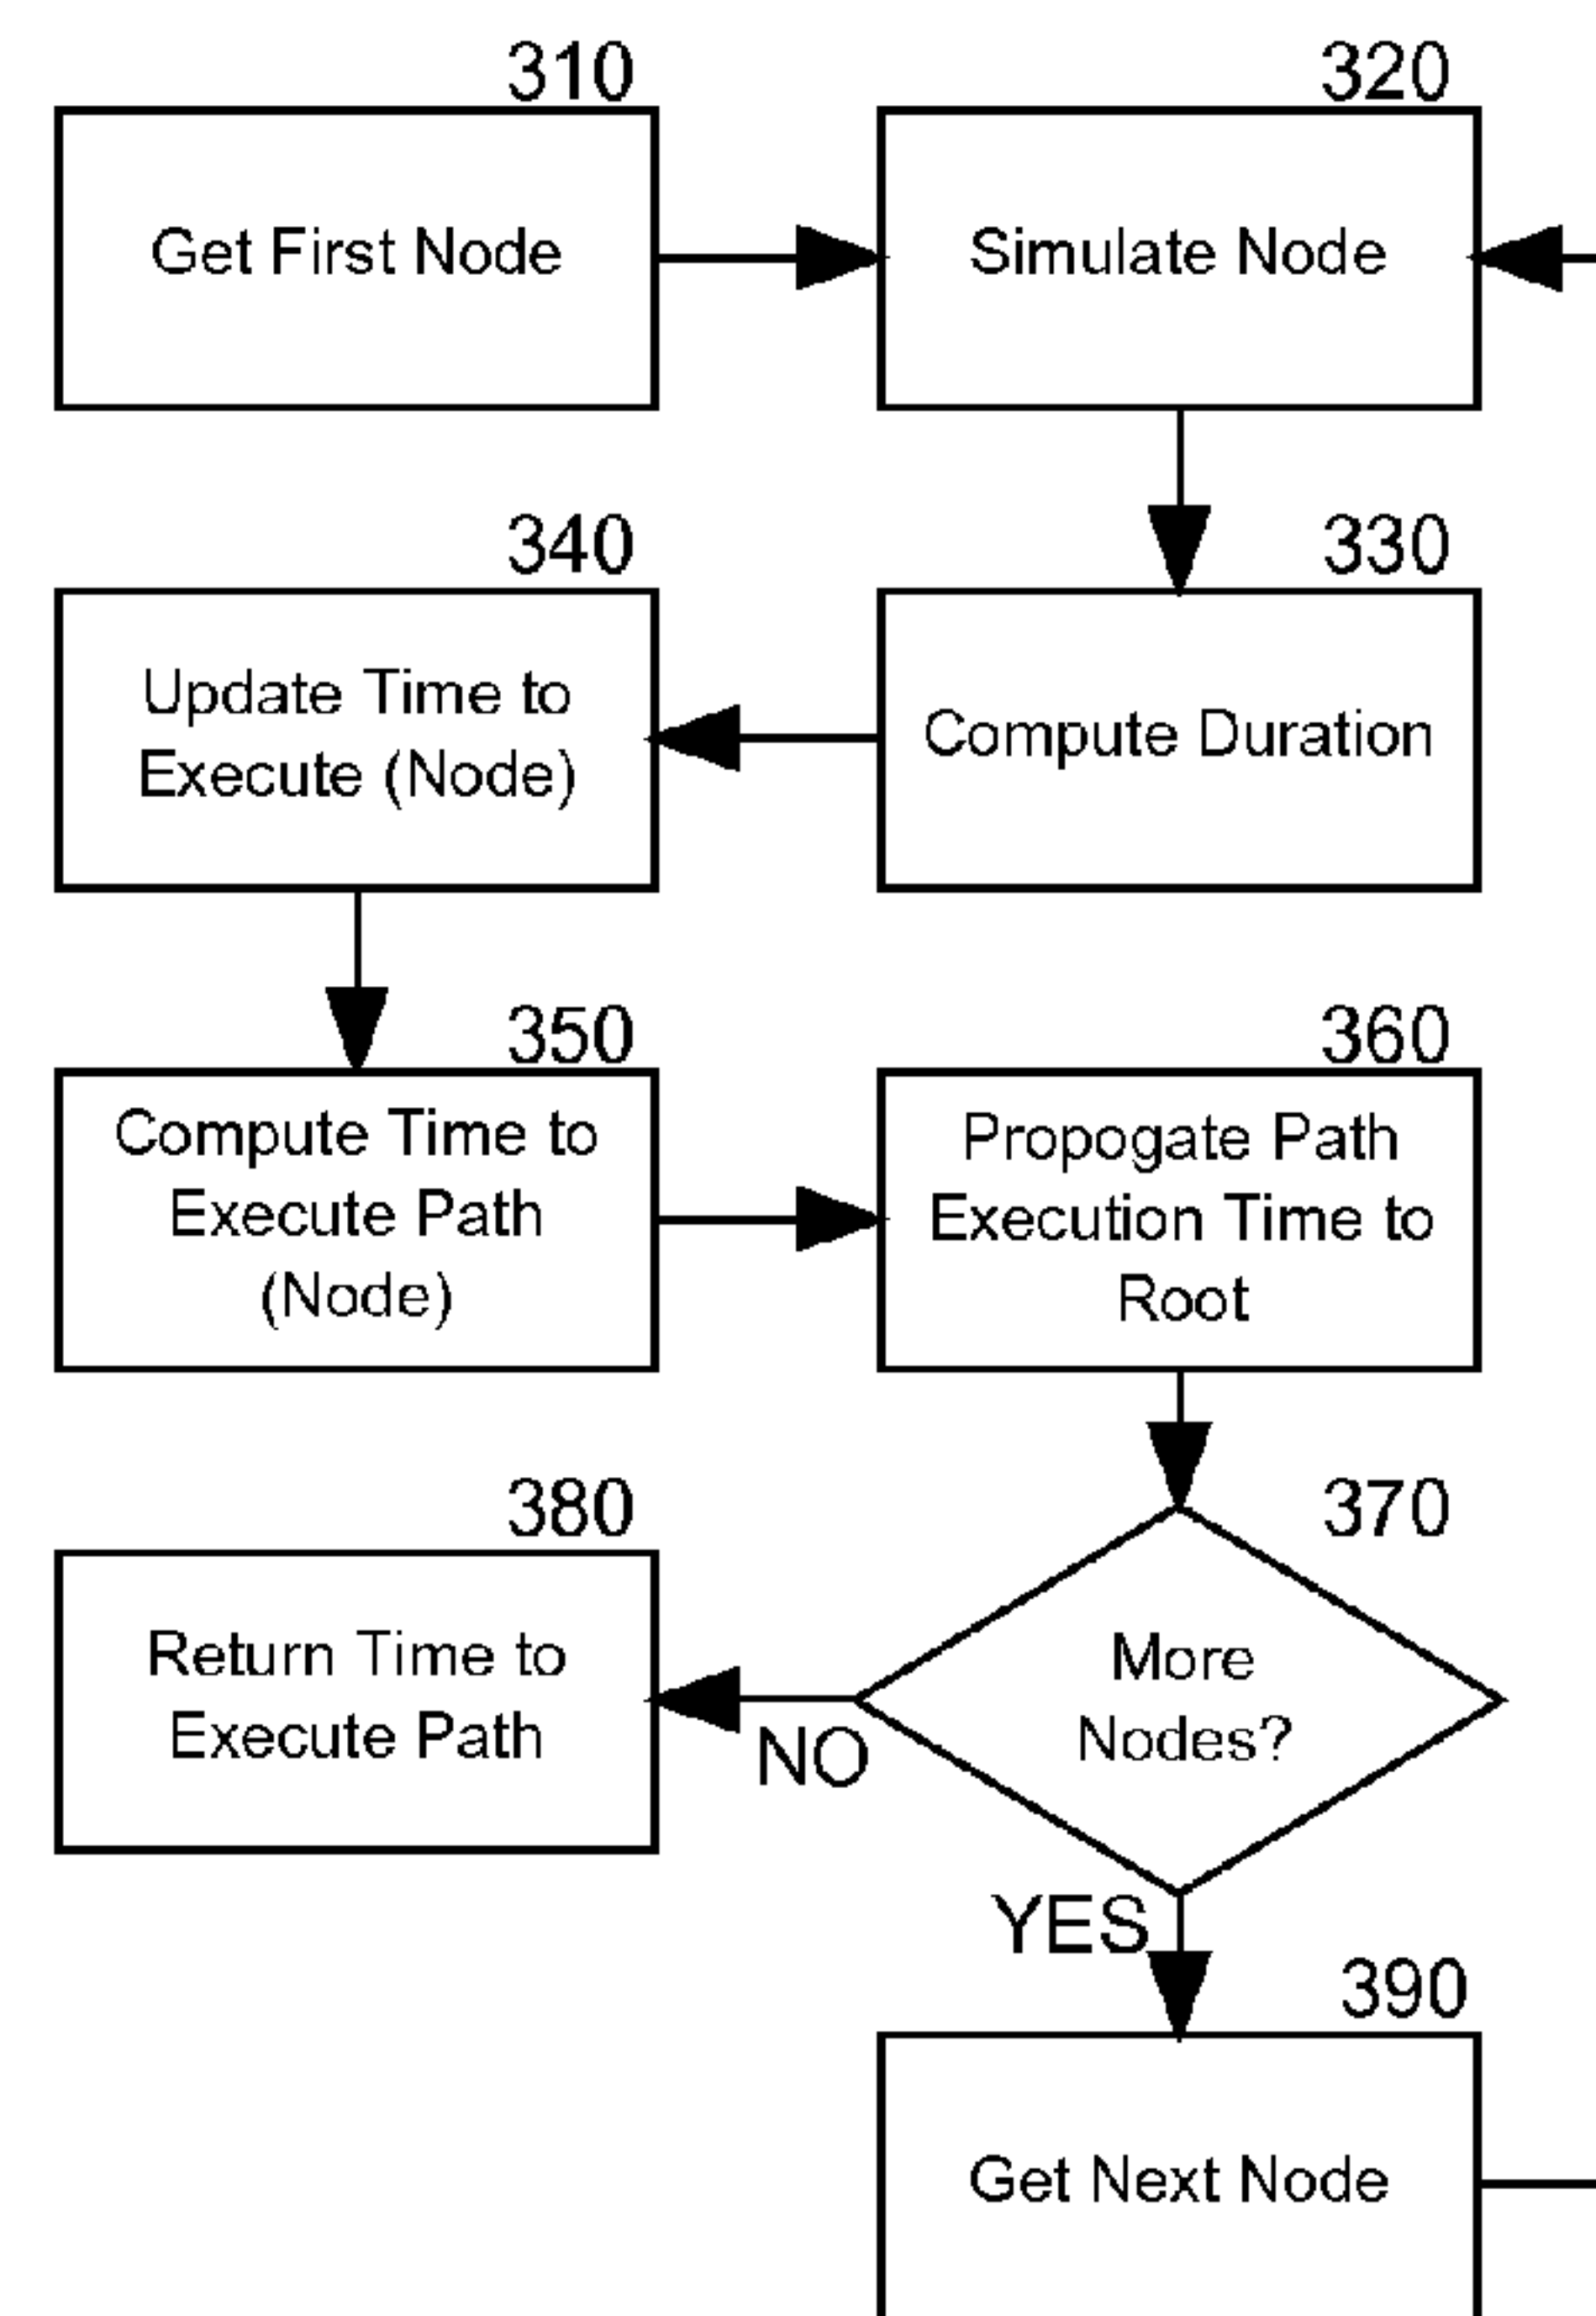 310
Get First Node
320
Simulate Node
330
Compute Duration
340
Update Time to
Execute (Node)
350
Compute Time to
Execute Path
(Node)
360
Propogate Path
Execution Time to
Root
370
More
Nodes?
NO
380
Return Time to
Execute Path
YES
390
Get Next Node